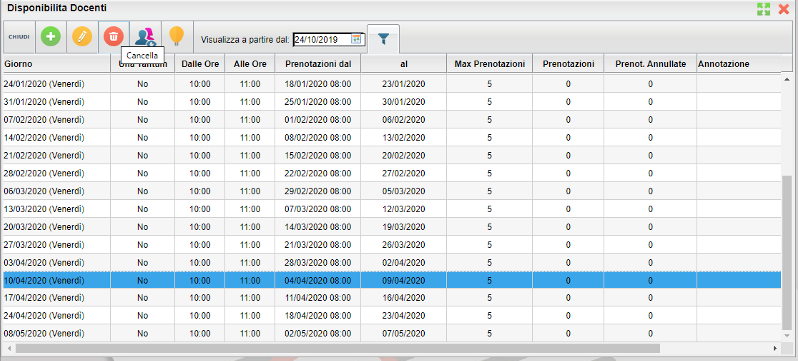 Disponibilita Docenti
CHIUDI Visualizza a partire dal: 24/10/2019
Cancella
Giorno Una Tantum Dalle Ore Alle Ore Prenotazioni dal al Max Prenotazioni Prenotazioni Prenot. Annullate Annotazione
24/01/2020 (Venerdì) No 10:00 11:00 18/01/2020 08:00 23/01/2020 5 0 0
31/01/2020 (Venerdì) No 10:00 11:00 25/01/2020 08:00 30/01/2020 5 0 0
07/02/2020 (Venerdì) No 10:00 11:00 01/02/2020 08:00 06/02/2020 5 0 0
14/02/2020 (Venerdì) No 10:00 11:00 08/02/2020 08:00 13/02/2020 5 0 0
21/02/2020 (Venerdì) No 10:00 11:00 15/02/2020 08:00 20/02/2020 5 0 0
28/02/2020 (Venerdì) No 10:00 11:00 22/02/2020 08:00 27/02/2020 5 0 0
06/03/2020 (Venerdì) No 10:00 11:00 29/02/2020 08:00 05/03/2020 5 0 0
13/03/2020 (Venerdì) No 10:00 11:00 07/03/2020 08:00 12/03/2020 5 0 0
20/03/2020 (Venerdì) No 10:00 11:00 14/03/2020 08:00 19/03/2020 5 0 0
27/03/2020 (Venerdì) No 10:00 11:00 21/03/2020 08:00 26/03/2020 5 0 0
03/04/2020 (Venerdì) No 10:00 11:00 28/03/2020 08:00 02/04/2020 5 0 0
10/04/2020 (Venerdì) No 10:00 11:00 04/04/2020 08:00 09/04/2020 5 0 0
17/04/2020 (Venerdì) No 10:00 11:00 11/04/2020 08:00 16/04/2020 5 0 0
24/04/2020 (Venerdì) No 10:00 11:00 18/04/2020 08:00 23/04/2020 5 0 0
08/05/2020 (Venerdì) No 10:00 11:00 02/05/2020 08:00 07/05/2020 5 0 0